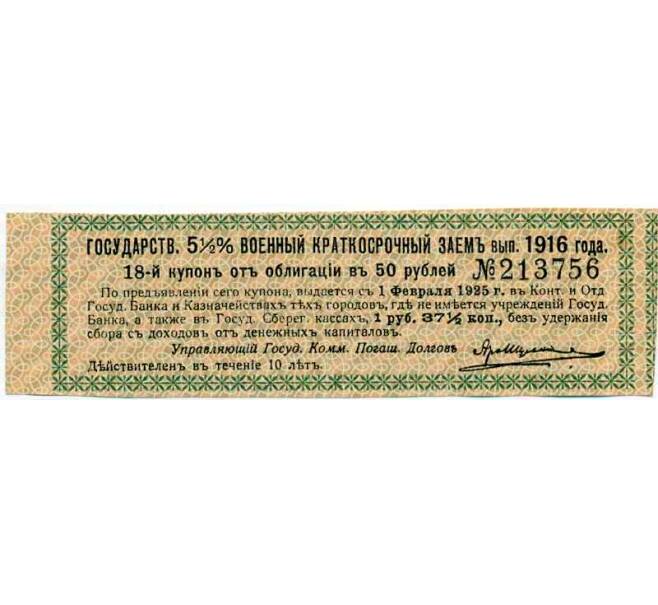 ГОСУДАРСТВ. 5½% ВОЕННЫЙ КРАТКОСРОЧНЫЙ ЗАЕМЪ вып. 1916 года.
18-й купонъ отъ облигаціи въ 50 рублей №213756
По предъявленіи сего купона, выдается съ 1 Февраля 1925 г. въ Конт. и Отд
Госуд. Банка и Казначействахъ тѣхъ городовъ, гдѣ не имѣется учрежденій Госуд.
Банка, а также въ Госуд. Сберег. кассахъ, 1 руб. 37½ коп., безъ удержанія
сбора съ доходовъ отъ денежныхъ капиталовъ.
Управляющій Госуд. Комм. Погаш. Долговъ
Дѣйствителенъ въ теченіе 10 лѣтъ.